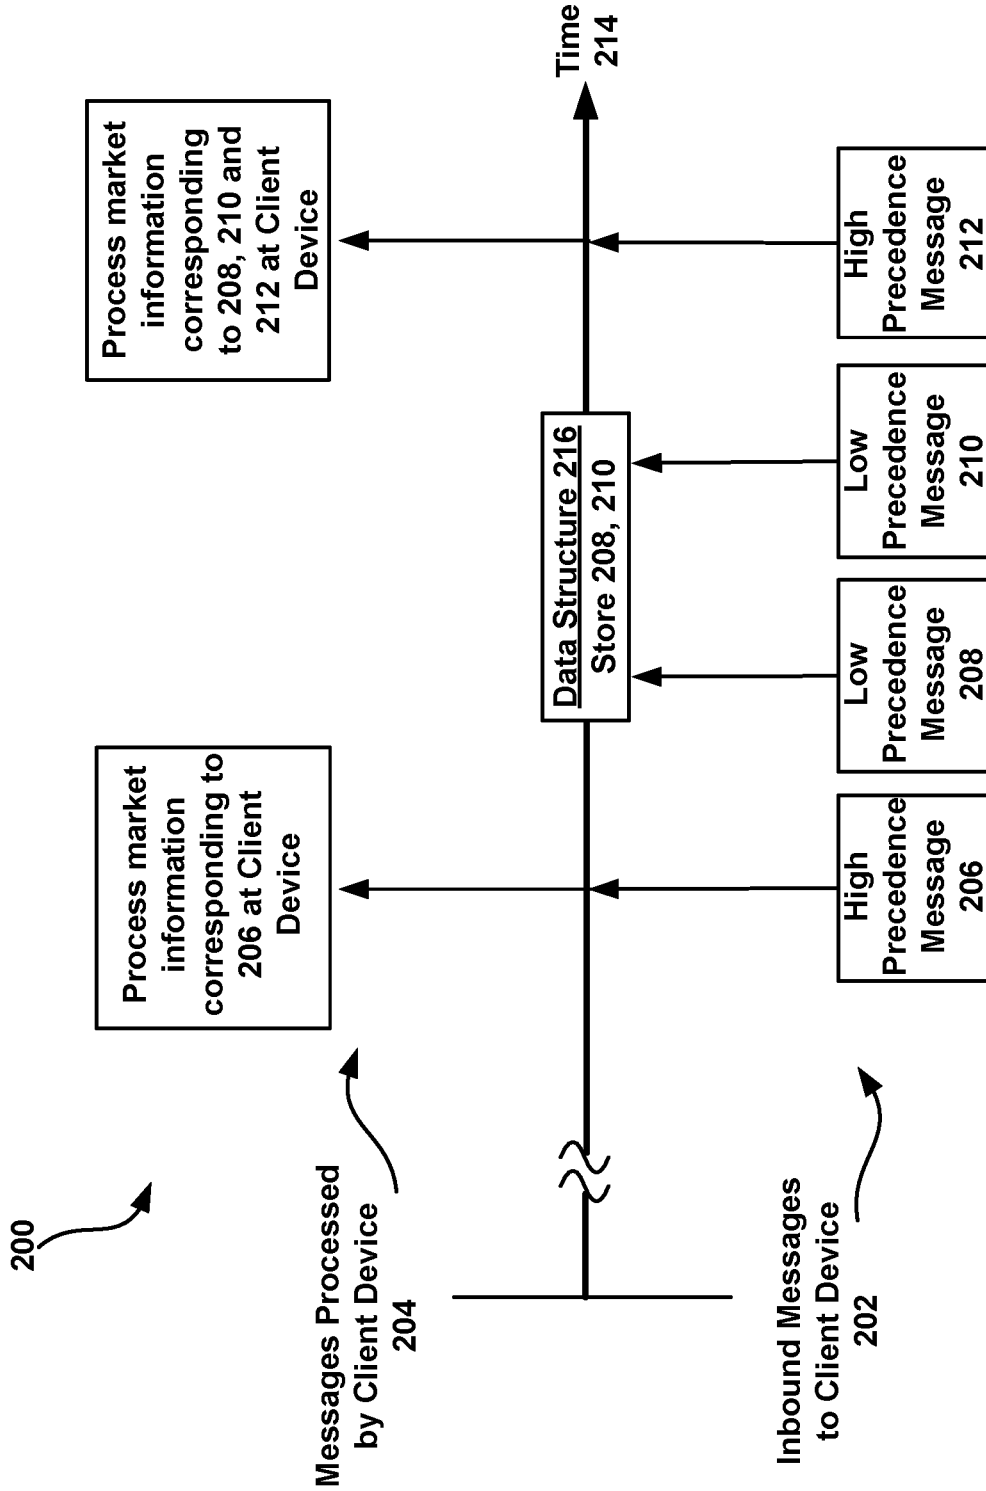 200
Messages Processed
by Client Device
204
Process market
information
corresponding to
206 at Client
Device
Process market
information
corresponding
to 208, 210 and
212 at Client
Device
Data Structure 216
Store 208, 210
Time
214
Inbound Messages
to Client Device
202
High
Precedence
Message
206
Low
Precedence
Message
208
Low
Precedence
Message
210
High
Precedence
Message
212